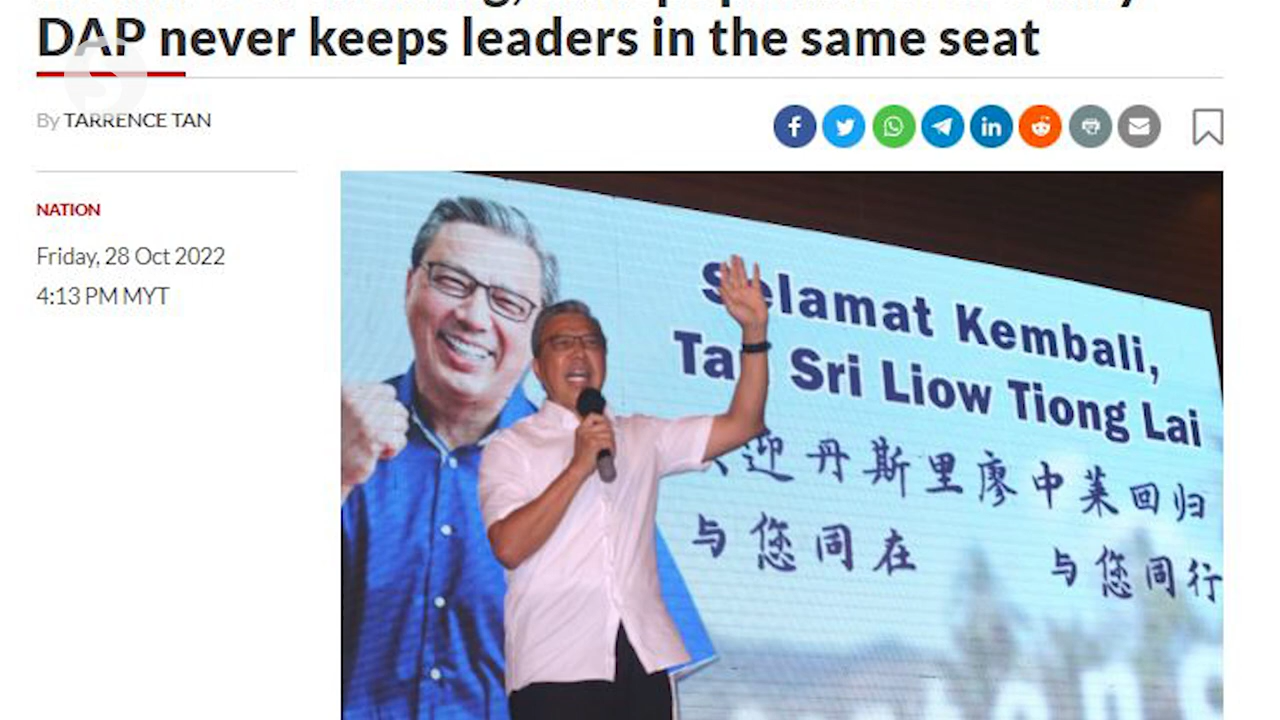 DAP never keeps leaders in the same seat
By TARRENCE TAN
NATION
Friday, 28 Oct 2022
4:13 PM MYT
Selamat Kembali,
Tan Sri Liow Tiong Lai
迎丹斯里廖中莱回归
与您同在 与您同行